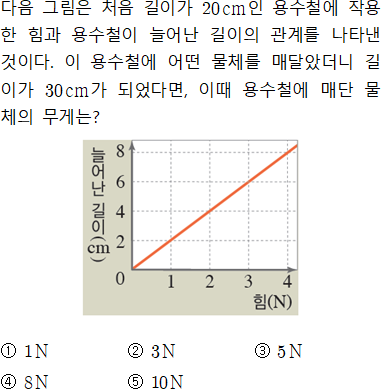 다음 그림은 처음 길이가 20cm인 용수철에 작용
한 힘과 용수철이 늘어난 길이의 관계를 나타낸
것이다. 이 용수철에 어떤 물체를 매달았더니 길
이가 30cm가 되었다면, 이때 용수철에 매단 물
체의 무게는?
늘어난 길이(cm)
8
6
4
2
0
1 2 3 4
힘(N)
① 1N ② 3N ③ 5N
④ 8N ⑤ 10N